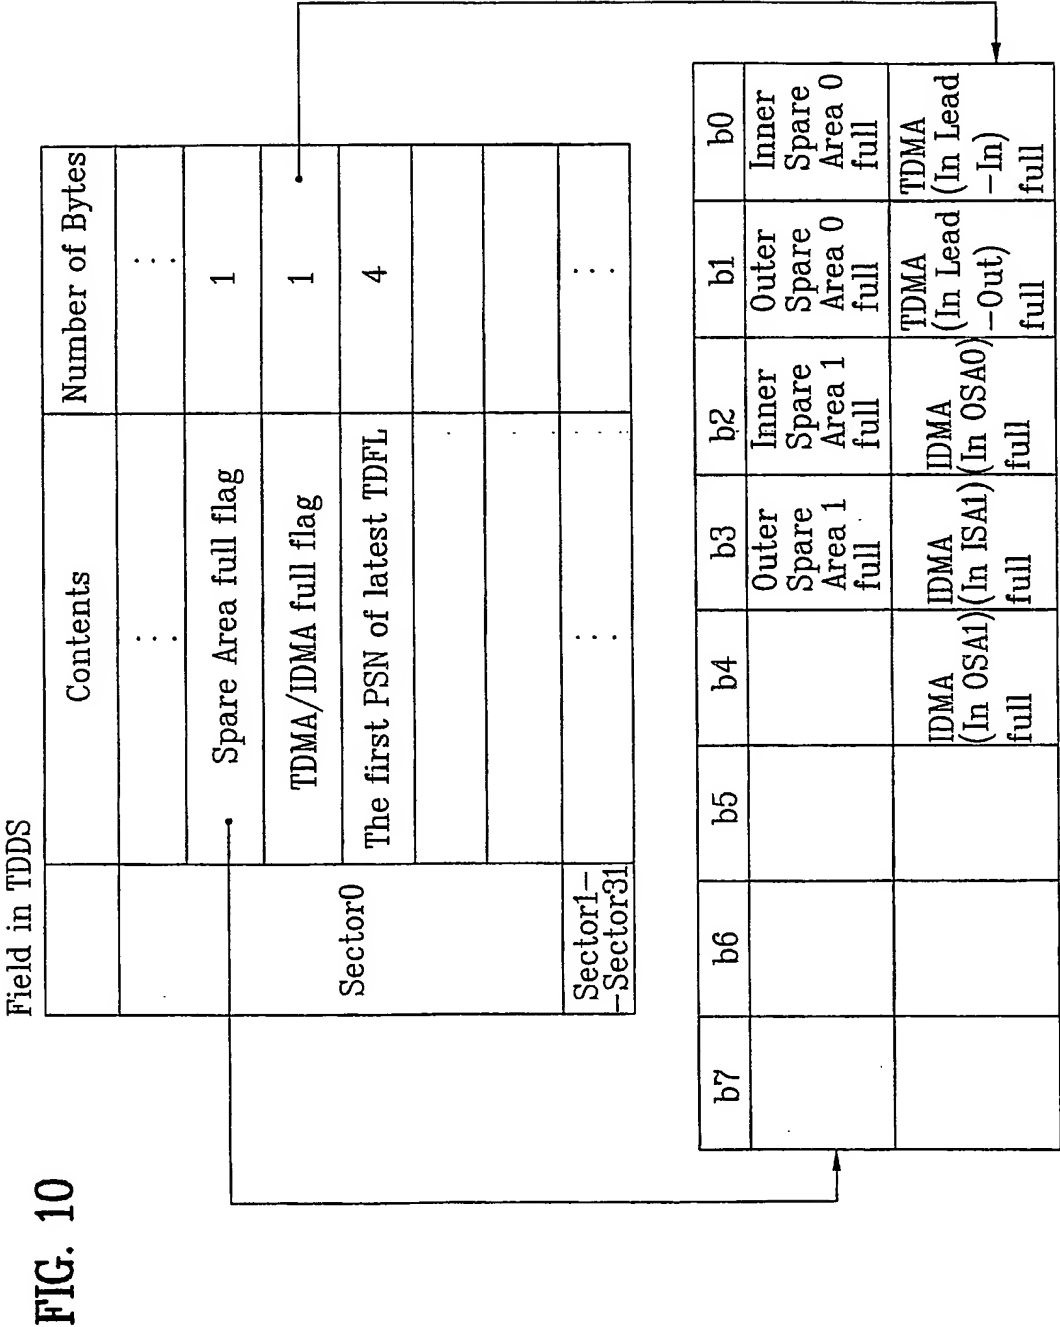 FIG. 10
Field in TDDS
Contents
Number of Bytes
Sector0
...
...
Spare Area full flag
1
TDMA/IDMA full flag
1
The first PSN of latest TDFL
4
Sector1-
-Sector31
...
...
b7
b6
b5
b4
b3
b2
b1
b0
Outer
Spare
Area 1
full
Inner
Spare
Area 1
full
Outer
Spare
Area 0
full
Inner
Spare
Area 0
full
IDMA
(In OSA1)
full
IDMA
(In ISA1)
full
IDMA
(In OSA0)
full
TDMA
(In Lead
-Out)
full
TDMA
(In Lead
-In)
full